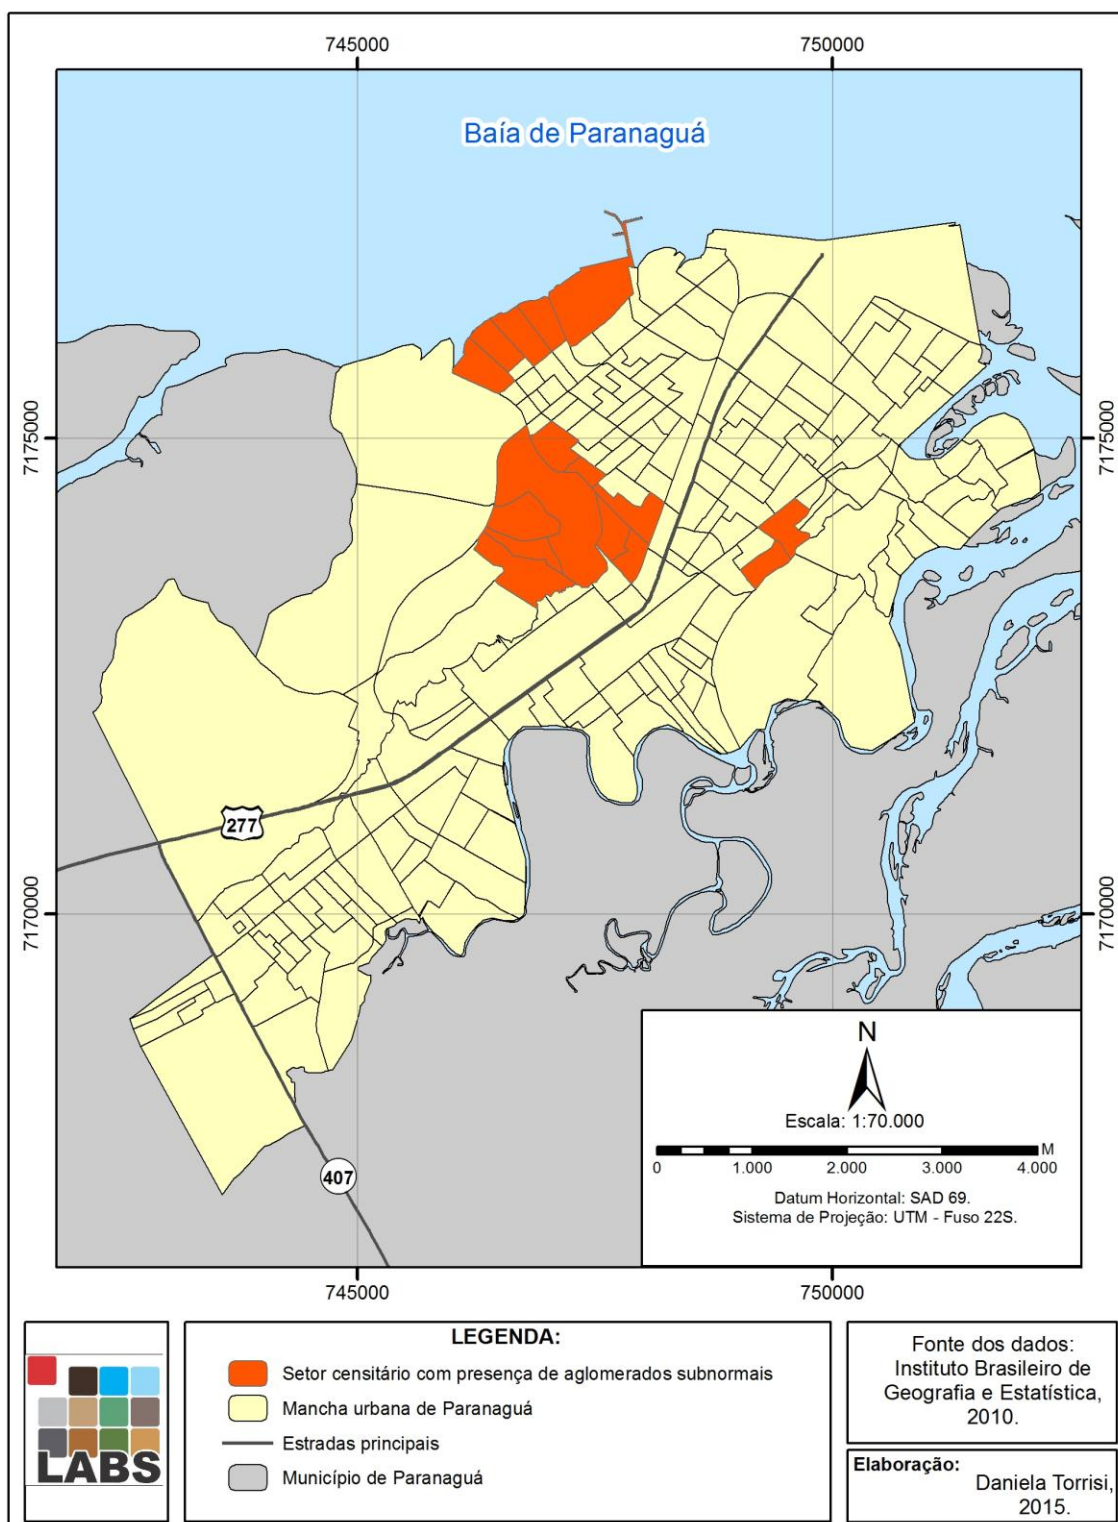 745000
750000
Baía de Paranaguá
7175000
7175000
277
7170000
7170000
N
Escala: 1:70.000
M
0
1.000
2.000
3.000
4.000
Datum Horizontal: SAD 69.
Sistema de Projeção: UTM - Fuso 22S.
407
745000
750000
LABS
LEGENDA:
Setor censitário com presença de aglomerados subnormais
Mancha urbana de Paranaguá
Estradas principais
Município de Paranaguá
Fonte dos dados:
Instituto Brasileiro de
Geografia e Estatística,
2010.
Elaboração:
Daniela Torrisi,
2015.